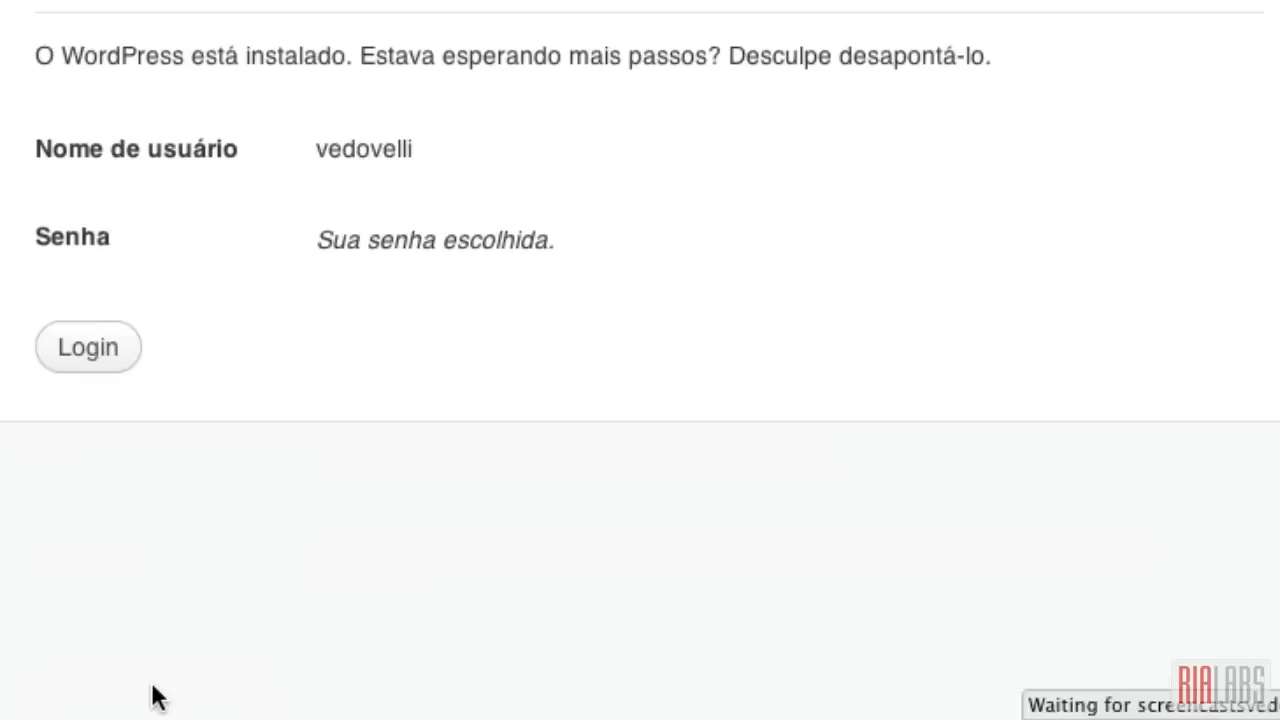 O WordPress está instalado. Estava esperando mais passos? Desculpe desapontá-lo.
Nome de usuário vedovelli
Senha Sua senha escolhida.
Login
RIALABS
Waiting for screencastsved